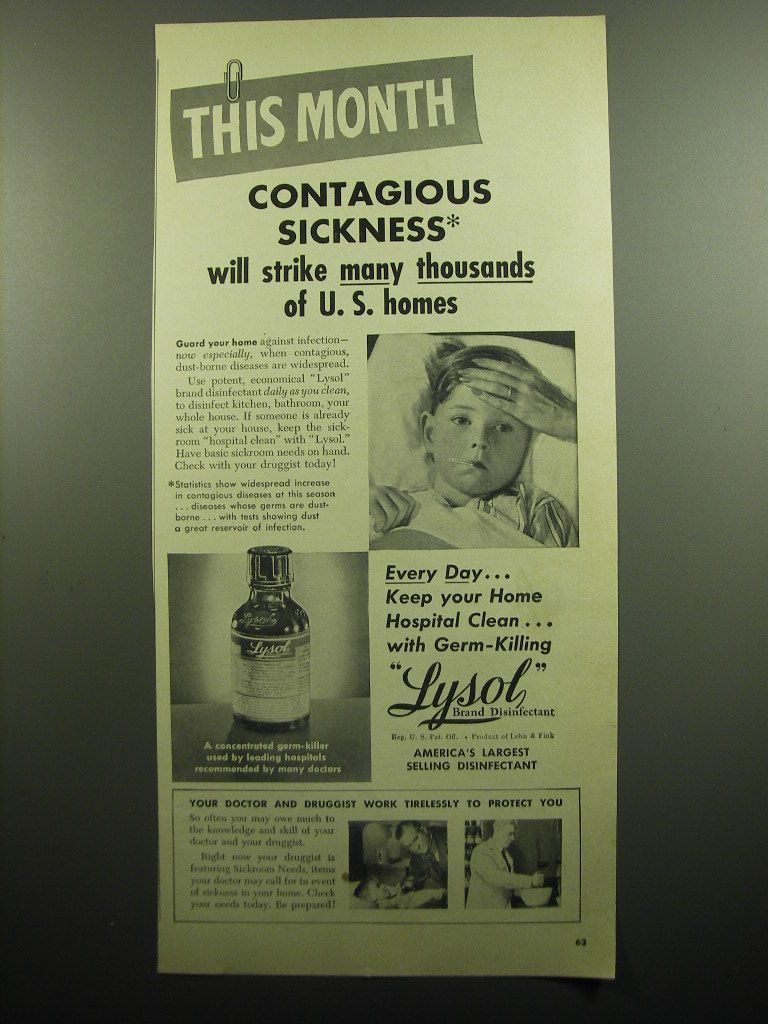 THIS MONTH
CONTAGIOUS
SICKNESS*
will strike many thousands
of U. S. homes
Guard your home against infection—
now especially, when contagious,
dust-borne diseases are widespread.
Use potent, economical "Lysol"
brand disinfectant daily as you clean,
to disinfect kitchen, bathroom, your
whole house. If someone is already
sick at your house, keep the sick-
room "hospital clean" with "Lysol."
Have basic sickroom needs on hand.
Check with your druggist today!
*Statistics show widespread increase
in contagious diseases at this season
. . . diseases whose germs are dust-
borne . . . with tests showing dust
a great reservoir of infection.
Lysol
Lysol
A concentrated germ-killer
used by leading hospitals
recommended by many doctors
Every Day...
Keep your Home
Hospital Clean...
with Germ-Killing
"Lysol"
Brand Disinfectant
Reg. U. S. Pat. Off. • Product of Lehn & Fink
AMERICA'S LARGEST
SELLING DISINFECTANT
YOUR DOCTOR AND DRUGGIST WORK TIRELESSLY TO PROTECT YOU
So often you may owe much to
the knowledge and skill of your
doctor and your druggist.
Right now your druggist is
featuring Sickroom Needs, items
your doctor may call for in event
of sickness in your home. Check
your needs today. Be prepared!
63